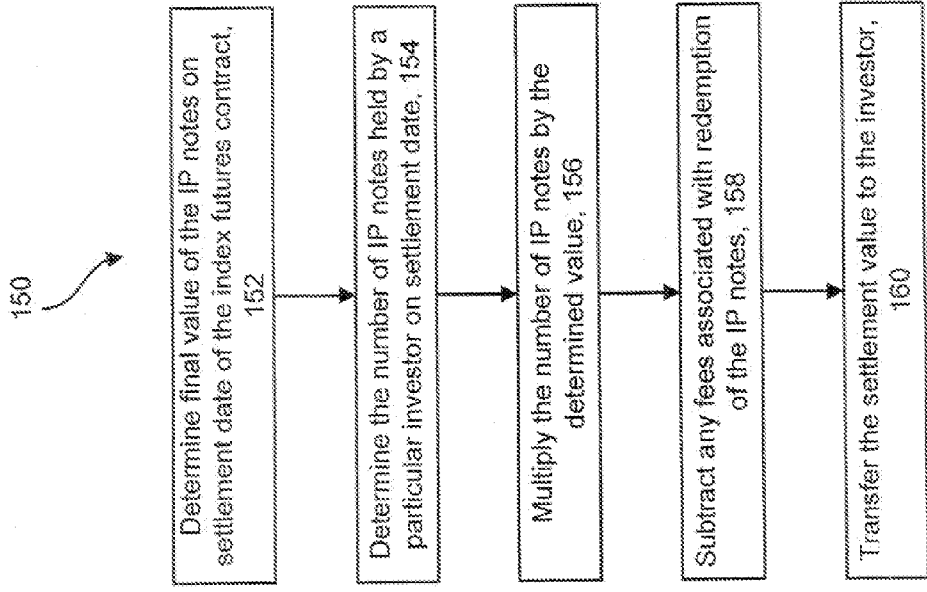 150
Determine final value of the IP notes on
settlement date of the index futures contract,
152
Determine the number of IP notes held by a
particular investor on settlement date, 154
Multiply the number of IP notes by the
determined value, 156
Subtract any fees associated with redemption
of the IP notes, 158
Transfer the settlement value to the investor,
160